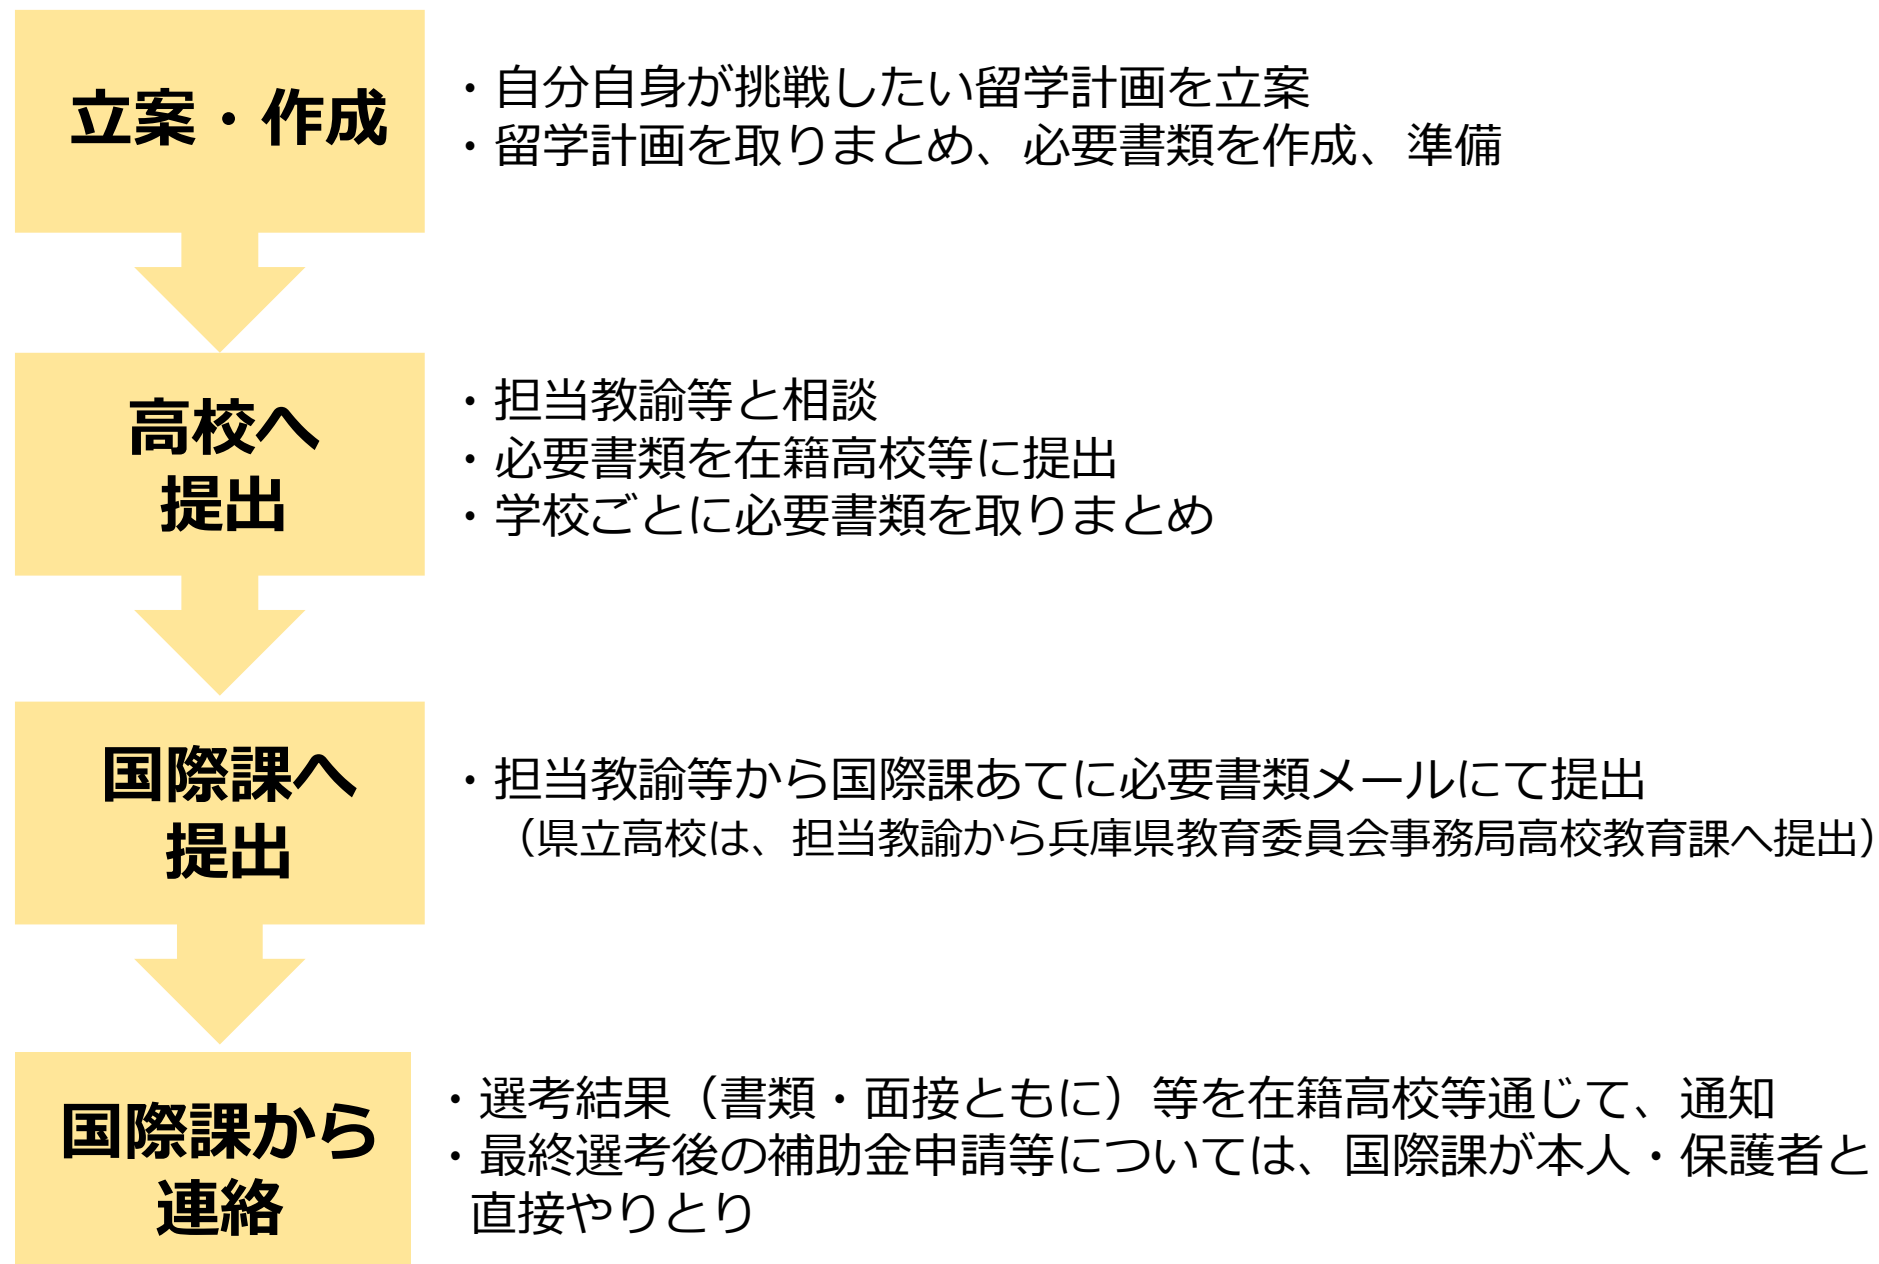 立案・作成
・自分自身が挑戦したい留学計画を立案
・留学計画を取りまとめ、必要書類を作成、準備
高校へ
提出
・担当教諭等と相談
・必要書類を在籍高校等に提出
・学校ごとに必要書類を取りまとめ
国際課へ
提出
・担当教諭等から国際課あてに必要書類メールにて提出
（県立高校は、担当教諭から兵庫県教育委員会事務局高校教育課へ提出）
国際課から
連絡
・選考結果（書類・面接ともに）等を在籍高校等通じて、通知
・最終選考後の補助金申請等については、国際課が本人・保護者と
直接やりとり